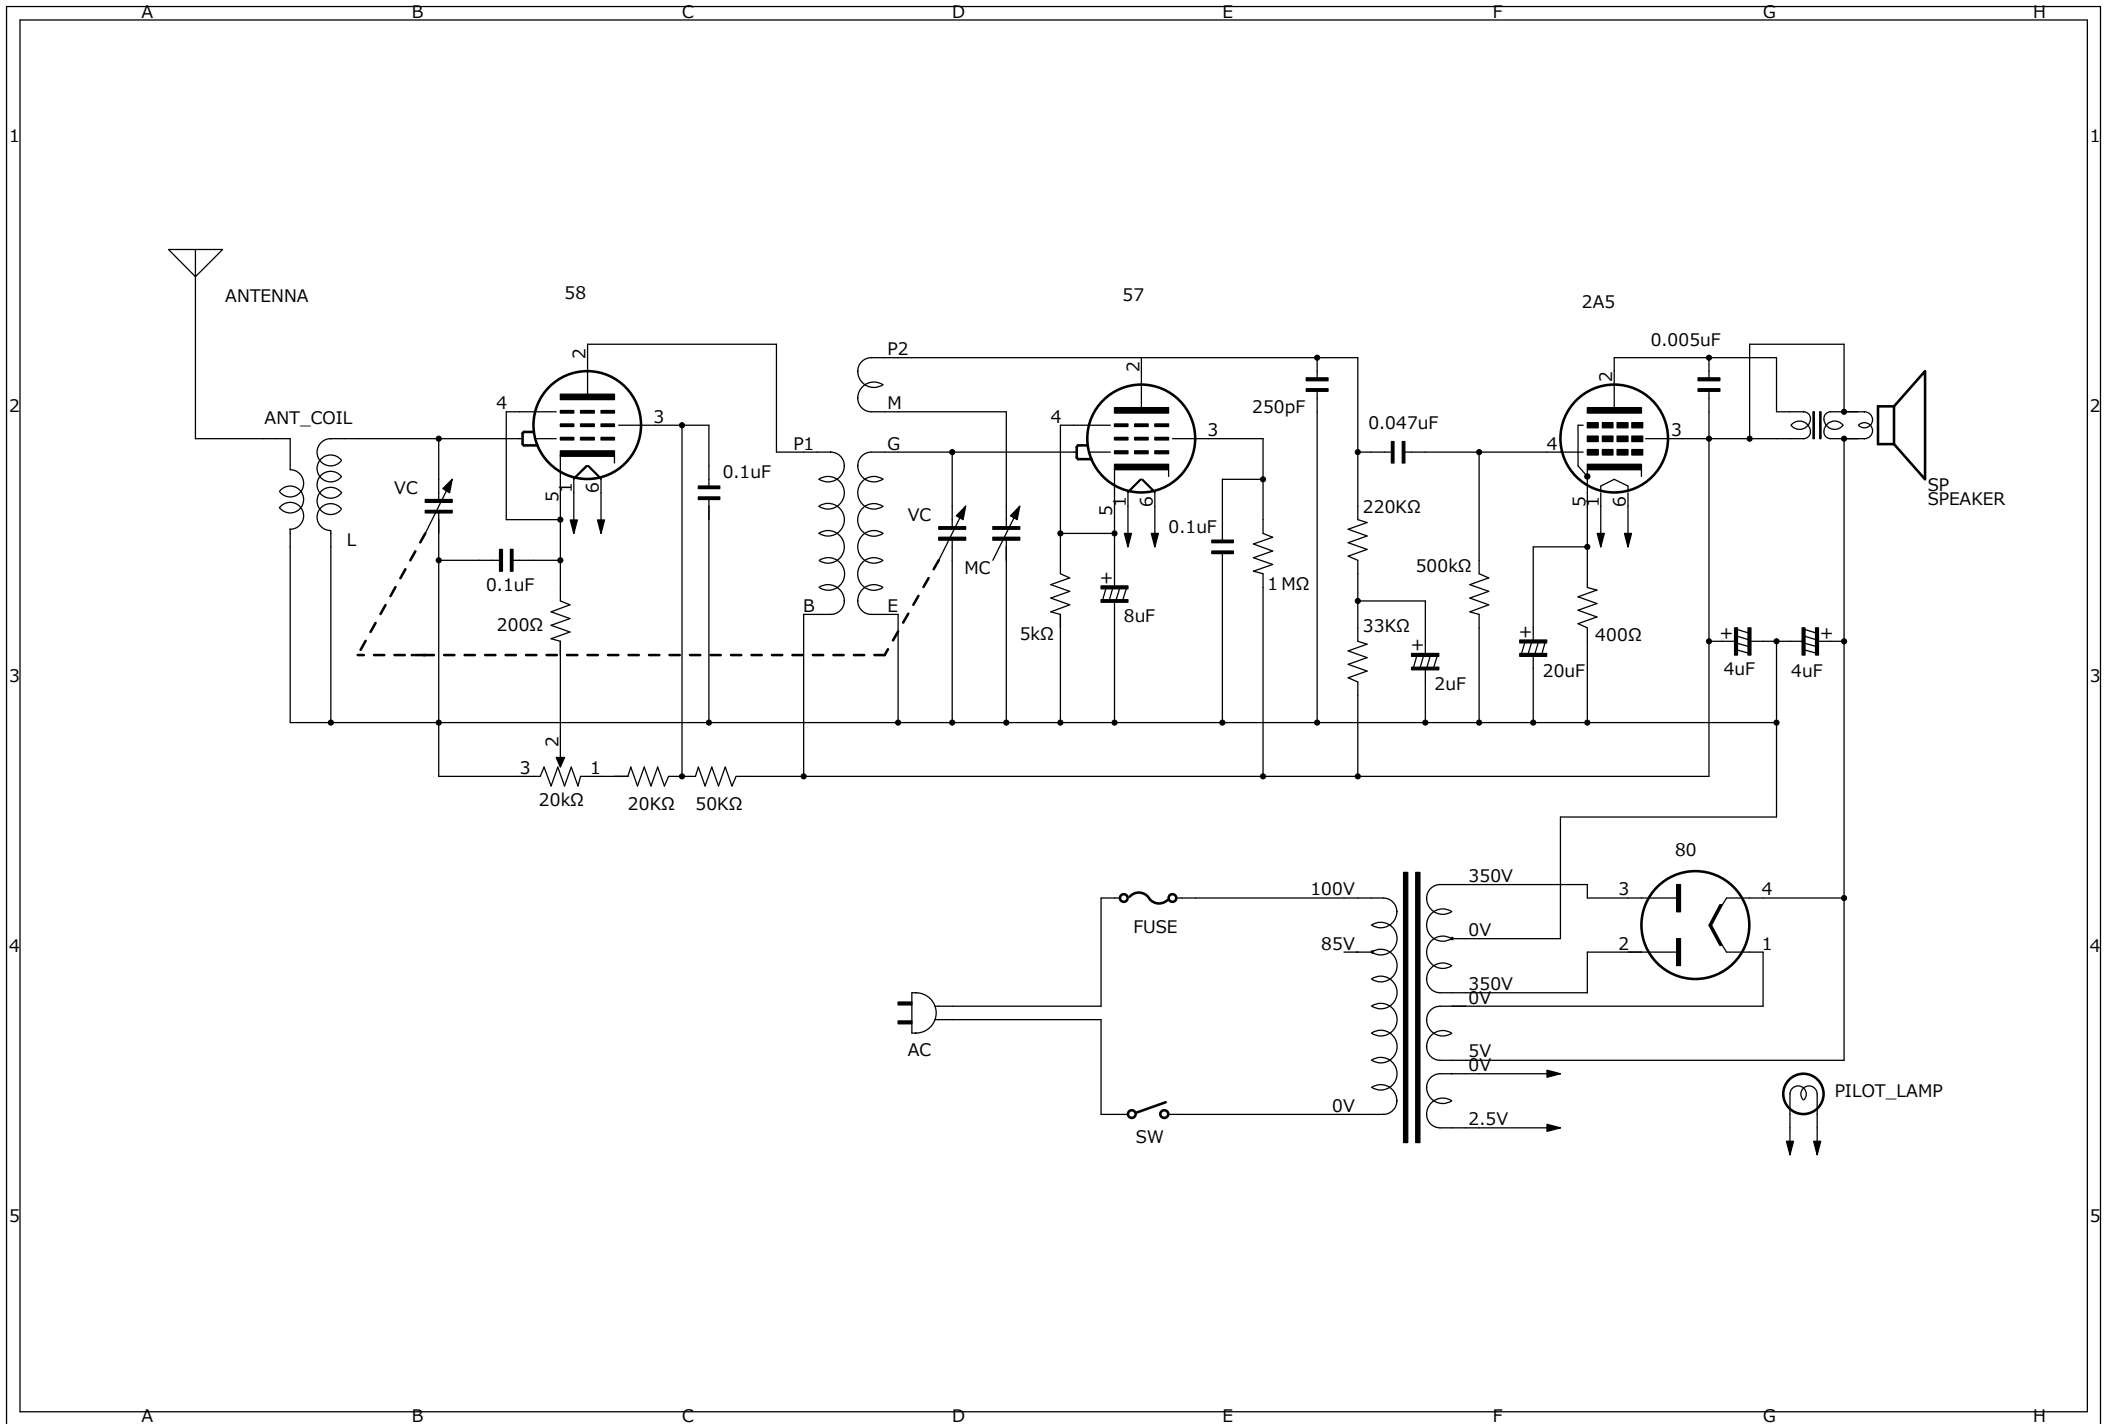 A B C D E F G H
1 1
58 57 2A5
ANTENNA
0.005uF
P2
2 2 2
M
2 2
4 3 4 3 4 3
ANT_COIL
250pF
0.047uF
P1 G
0.1uF
VC VC
5 1 6 5 1 6 5 1 6
SP
SPEAKER
220KΩ
0.1uF
L
MC
500kΩ
0.1uF
+
1MΩ
B E
8uF
200Ω
5kΩ
33KΩ
+
400Ω
+ +
3 3
2uF
+
20uF
4uF 4uF
2
3 1
20kΩ 20KΩ 50KΩ
80
350V
100V
3 4
FUSE
0V
85V
2 1
4 4
350V
0V
AC
5V
0V
PILOT_LAMP
0V
2.5V
SW
5 5
A B C D E F G H